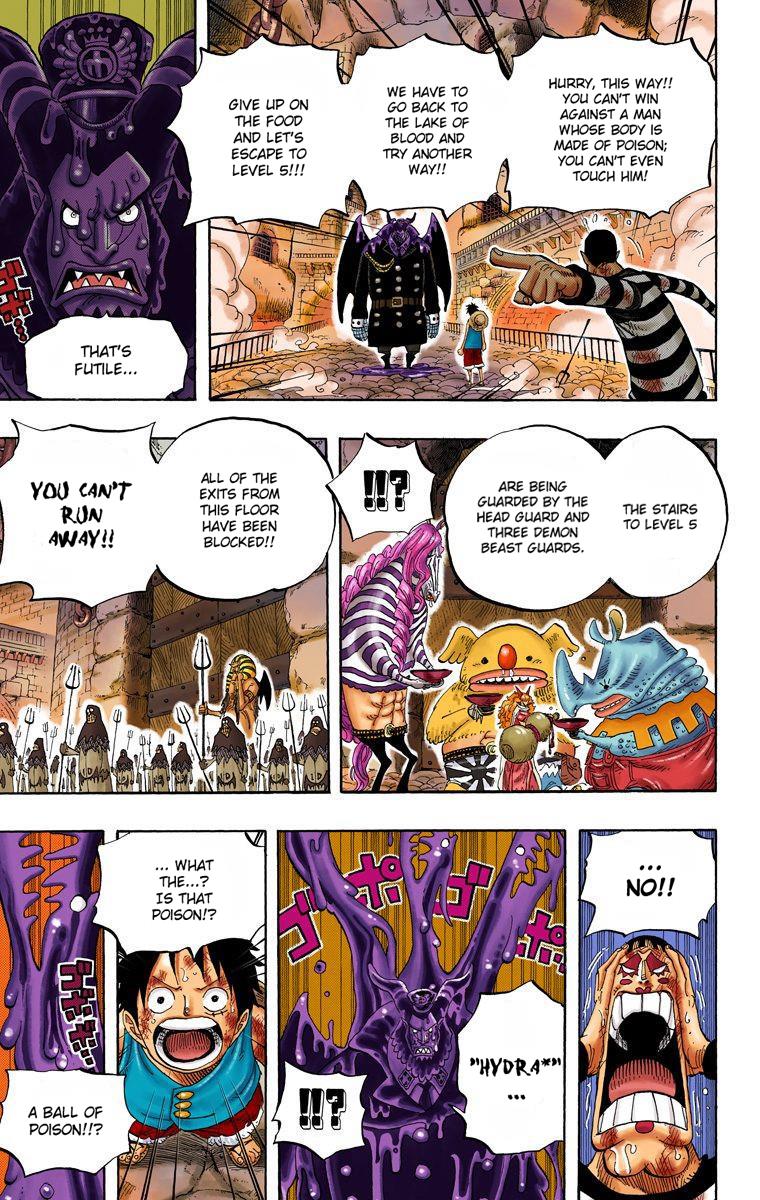 HURRY, THIS WAY!!
YOU CAN'T WIN
AGAINST A MAN
WHOSE BODY IS
MADE OF POISON;
YOU CAN'T EVEN
TOUCH HIM!
WE HAVE TO
GO BACK TO
THE LAKE OF
BLOOD AND
TRY ANOTHER
WAY!!
GIVE UP ON
THE FOOD
AND LET'S
ESCAPE TO
LEVEL 5!!!
THAT'S
FUTILE...
THE STAIRS
TO LEVEL 5
ARE BEING
GUARDED BY THE
HEAD GUARD AND
THREE DEMON
BEAST GUARDS.
!!?
ALL OF THE
EXITS FROM
THIS FLOOR
HAVE BEEN
BLOCKED!!
YOU CAN'T
RUN
AWAY!!
...
NO!!
"HYDRA*"
...
!!?
... WHAT
THE...?
IS THAT
POISON!?
A BALL OF
POISON!!?